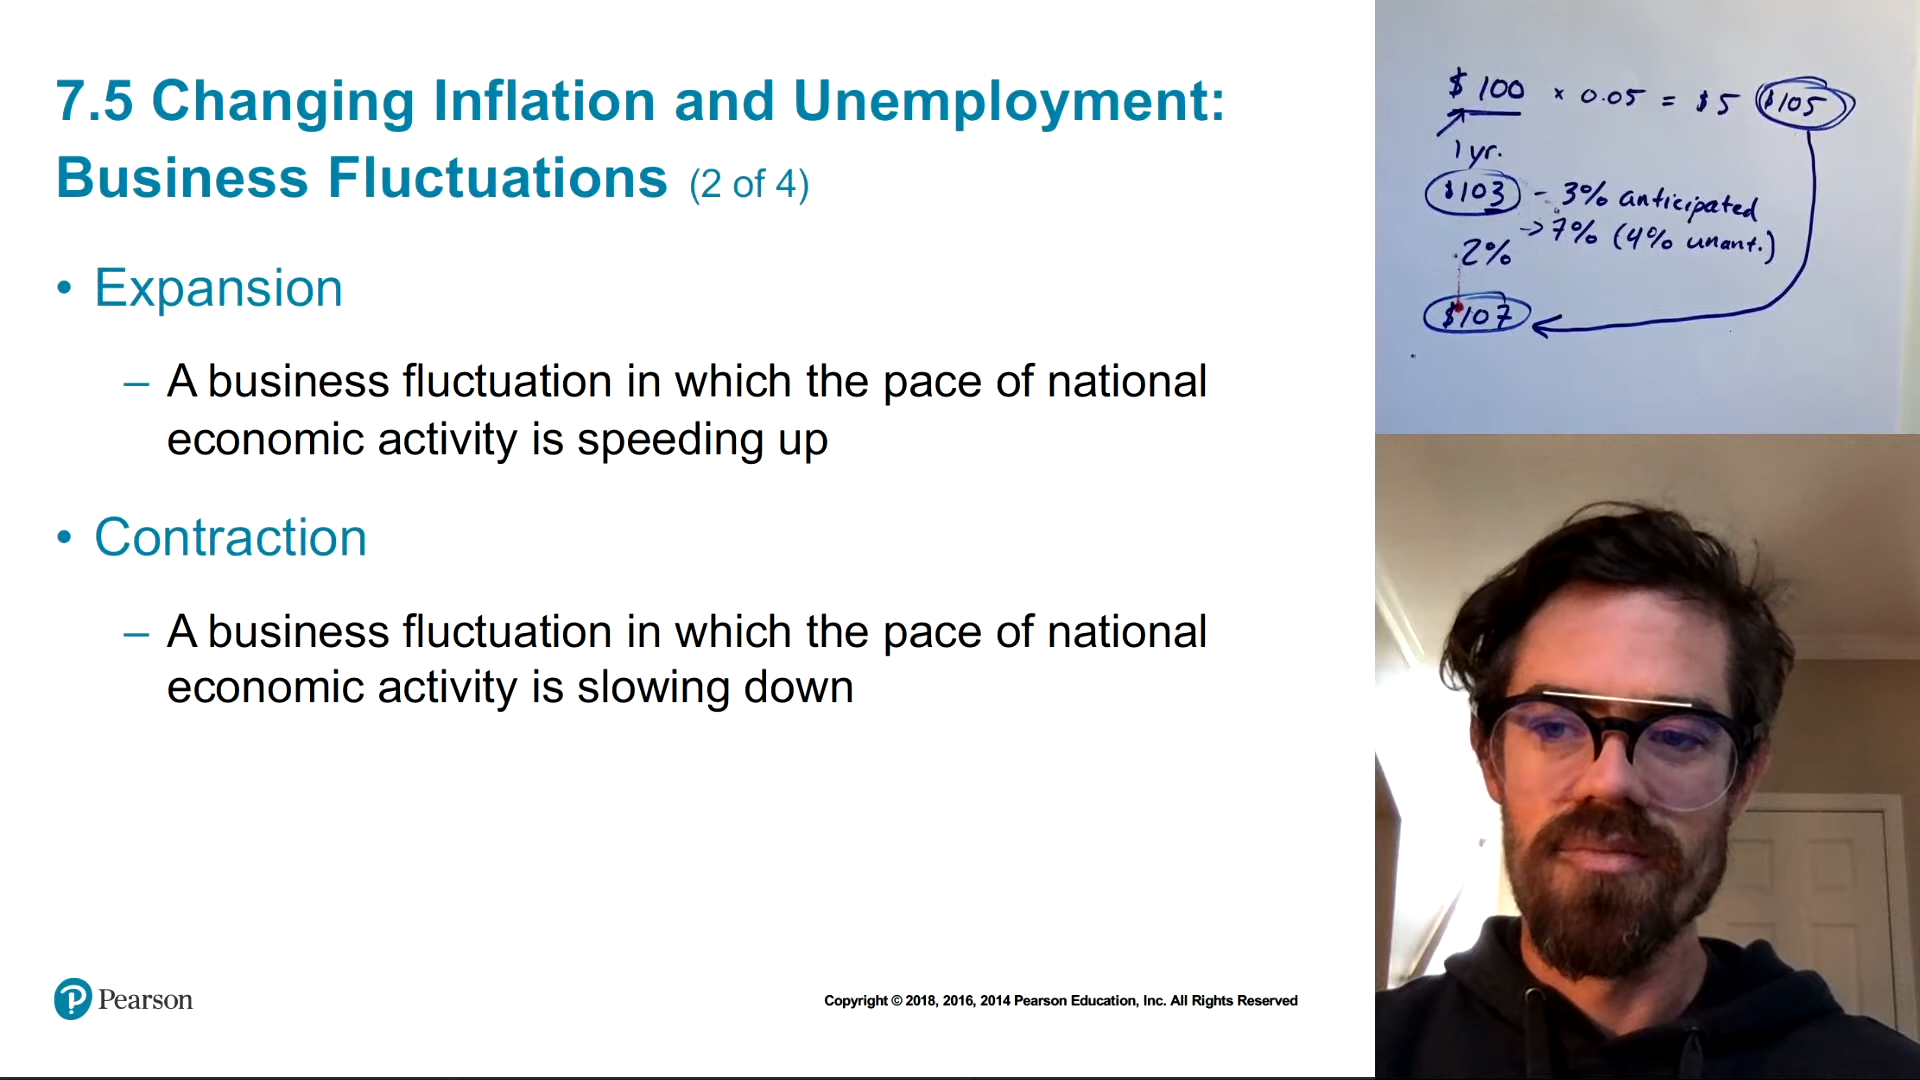 7.5 Changing Inflation and Unemployment:
Business Fluctuations (2 of 4)
• Expansion
– A business fluctuation in which the pace of national
economic activity is speeding up
• Contraction
– A business fluctuation in which the pace of national
economic activity is slowing down
Pearson
Copyright © 2018, 2016, 2014 Pearson Education, Inc. All Rights Reserved
$100 × 0.05 = $5 $105
1 yr.
$103 - 3% anticipated
→ 7% (4% unant.)
2%
$107